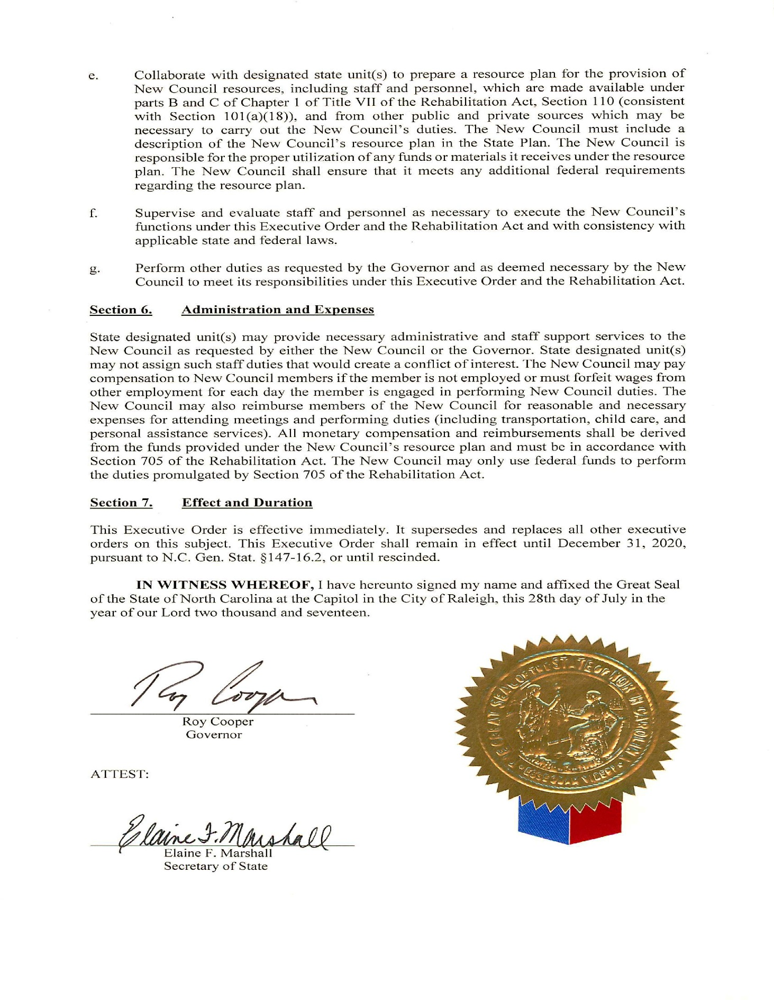 e. Collaborate with designated state unit(s) to prepare a resource plan for the provision of
New Council resources, including staff and personnel, which are made available under
parts B and C of Chapter 1 of Title VII of the Rehabilitation Act, Section 110 (consistent
with Section 101(a)(18)), and from other public and private sources which may be
necessary to carry out the New Council's duties. The New Council must include a
description of the New Council's resource plan in the State Plan. The New Council is
responsible for the proper utilization of any funds or materials it receives under the resource
plan. The New Council shall ensure that it meets any additional federal requirements
regarding the resource plan.
f. Supervise and evaluate staff and personnel as necessary to execute the New Council's
functions under this Executive Order and the Rehabilitation Act and with consistency with
applicable state and federal laws.
g. Perform other duties as requested by the Governor and as deemed necessary by the New
Council to meet its responsibilities under this Executive Order and the Rehabilitation Act.
Section 6. Administration and Expenses
State designated unit(s) may provide necessary administrative and staff support services to the
New Council as requested by either the New Council or the Governor. State designated unit(s)
may not assign such staff duties that would create a conflict of interest. The New Council may pay
compensation to New Council members if the member is not employed or must forfeit wages from
other employment for each day the member is engaged in performing New Council duties. The
New Council may also reimburse members of the New Council for reasonable and necessary
expenses for attending meetings and performing duties (including transportation, child care, and
personal assistance services). All monetary compensation and reimbursements shall be derived
from the funds provided under the New Council's resource plan and must be in accordance with
Section 705 of the Rehabilitation Act. The New Council may only use federal funds to perform
the duties promulgated by Section 705 of the Rehabilitation Act.
Section 7. Effect and Duration
This Executive Order is effective immediately. It supersedes and replaces all other executive
orders on this subject. This Executive Order shall remain in effect until December 31, 2020,
pursuant to N.C. Gen. Stat. §147-16.2, or until rescinded.
IN WITNESS WHEREOF, I have hereunto signed my name and affixed the Great Seal
of the State of North Carolina at the Capitol in the City of Raleigh, this 28th day of July in the
year of our Lord two thousand and seventeen.
Roy Cooper
Roy Cooper
Governor
THE GREAT SEAL OF THE STATE OF NORTH CAROLINA
ESSE QUAM VIDERI
ATTEST:
Elaine F. Marshall
Elaine F. Marshall
Secretary of State